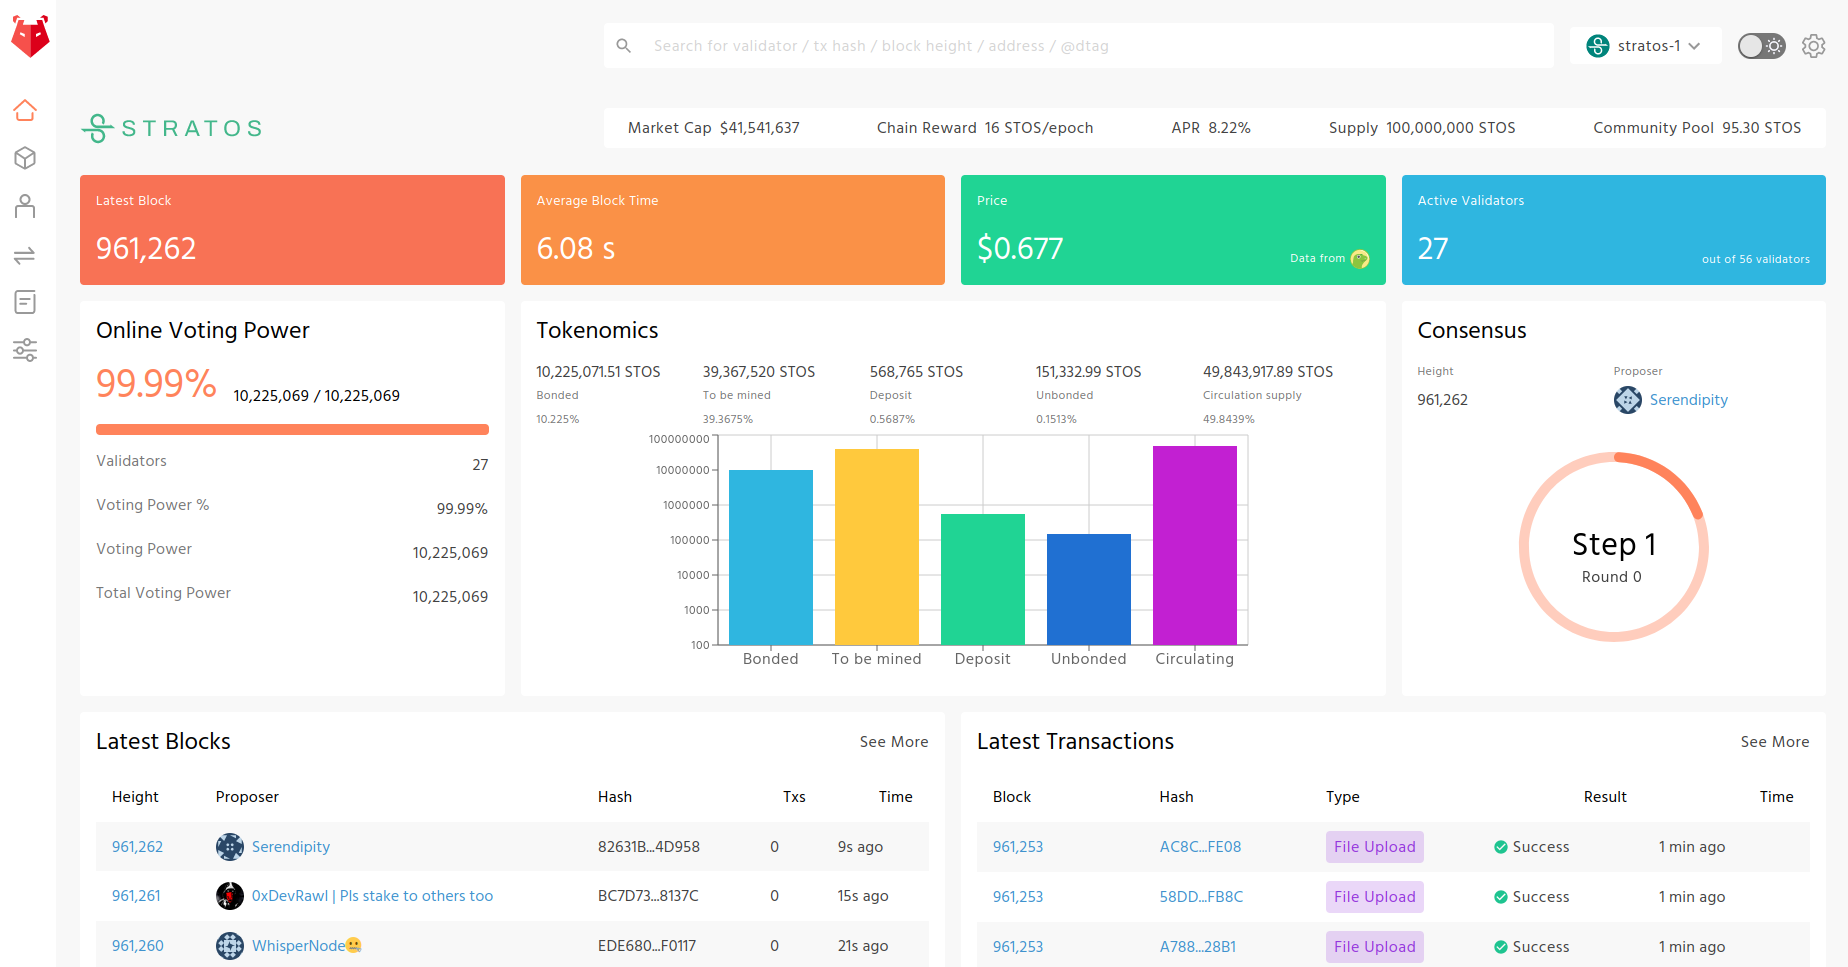 Search for validator / tx hash / block height / address / @dtag
stratos-1
STRATOS
Market Cap $41,541,637
Chain Reward 16 STOS/epoch
APR 8.22%
Supply 100,000,000 STOS
Community Pool 95.30 STOS
Latest Block
961,262
Average Block Time
6.08 s
Price
$0.677
Data from
Active Validators
27
out of 56 validators
Online Voting Power
99.99% 10,225,069 / 10,225,069
Validators 27
Voting Power % 99.99%
Voting Power 10,225,069
Total Voting Power 10,225,069
Tokenomics
10,225,071.51 STOS 39,367,520 STOS 568,765 STOS 151,332.99 STOS 49,843,917.89 STOS
Bonded To be mined Deposit Unbonded Circulation supply
10.225% 39.3675% 0.5687% 0.1513% 49.8439%
100000000
10000000
1000000
100000
10000
1000
100
Bonded To be mined Deposit Unbonded Circulating
Consensus
Height Proposer
961,262 Serendipity
Step 1
Round 0
Latest Blocks See More
Height Proposer Hash Txs Time
961,262 Serendipity 82631B...4D958 0 9s ago
961,261 0xDevRawl | Pls stake to others too BC7D73...8137C 0 15s ago
961,260 WhisperNode🤐 EDE680...F0117 0 21s ago
Latest Transactions See More
Block Hash Type Result Time
961,253 AC8C...FE08 File Upload Success 1 min ago
961,253 58DD...FB8C File Upload Success 1 min ago
961,253 A788...28B1 File Upload Success 1 min ago